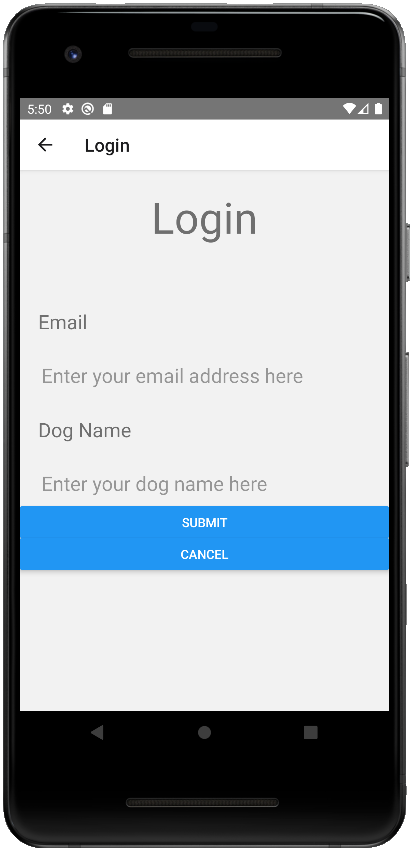 5:50
Login
Login
Email
Enter your email address here
Dog Name
Enter your dog name here
SUBMIT
CANCEL